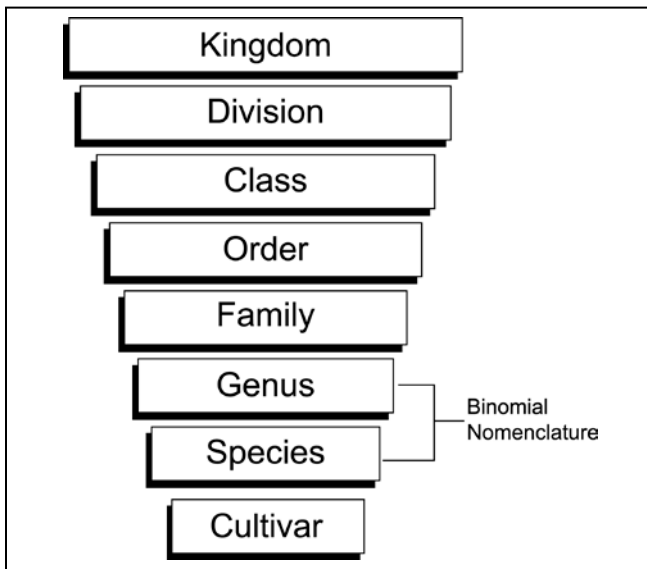 Kingdom
Division
Class
Order
Family
Genus
Species
Cultivar
Binomial
Nomenclature